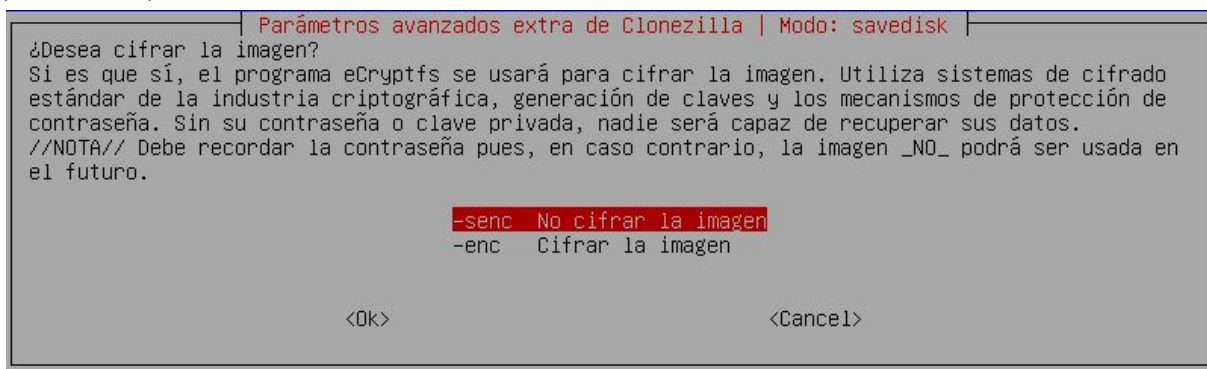 Parámetros avanzados extra de Clonezilla | Modo: savedisk
¿Desea cifrar la imagen?
Si es que sí, el programa eCryptfs se usará para cifrar la imagen. Utiliza sistemas de cifrado
estándar de la industria criptográfica, generación de claves y los mecanismos de protección de
contraseña. Sin su contraseña o clave privada, nadie será capaz de recuperar sus datos.
//NOTA// Debe recordar la contraseña pues, en caso contrario, la imagen _NO_ podrá ser usada en
el futuro.
-senc  No cifrar la imagen
-enc   Cifrar la imagen
<Ok> <Cancel>